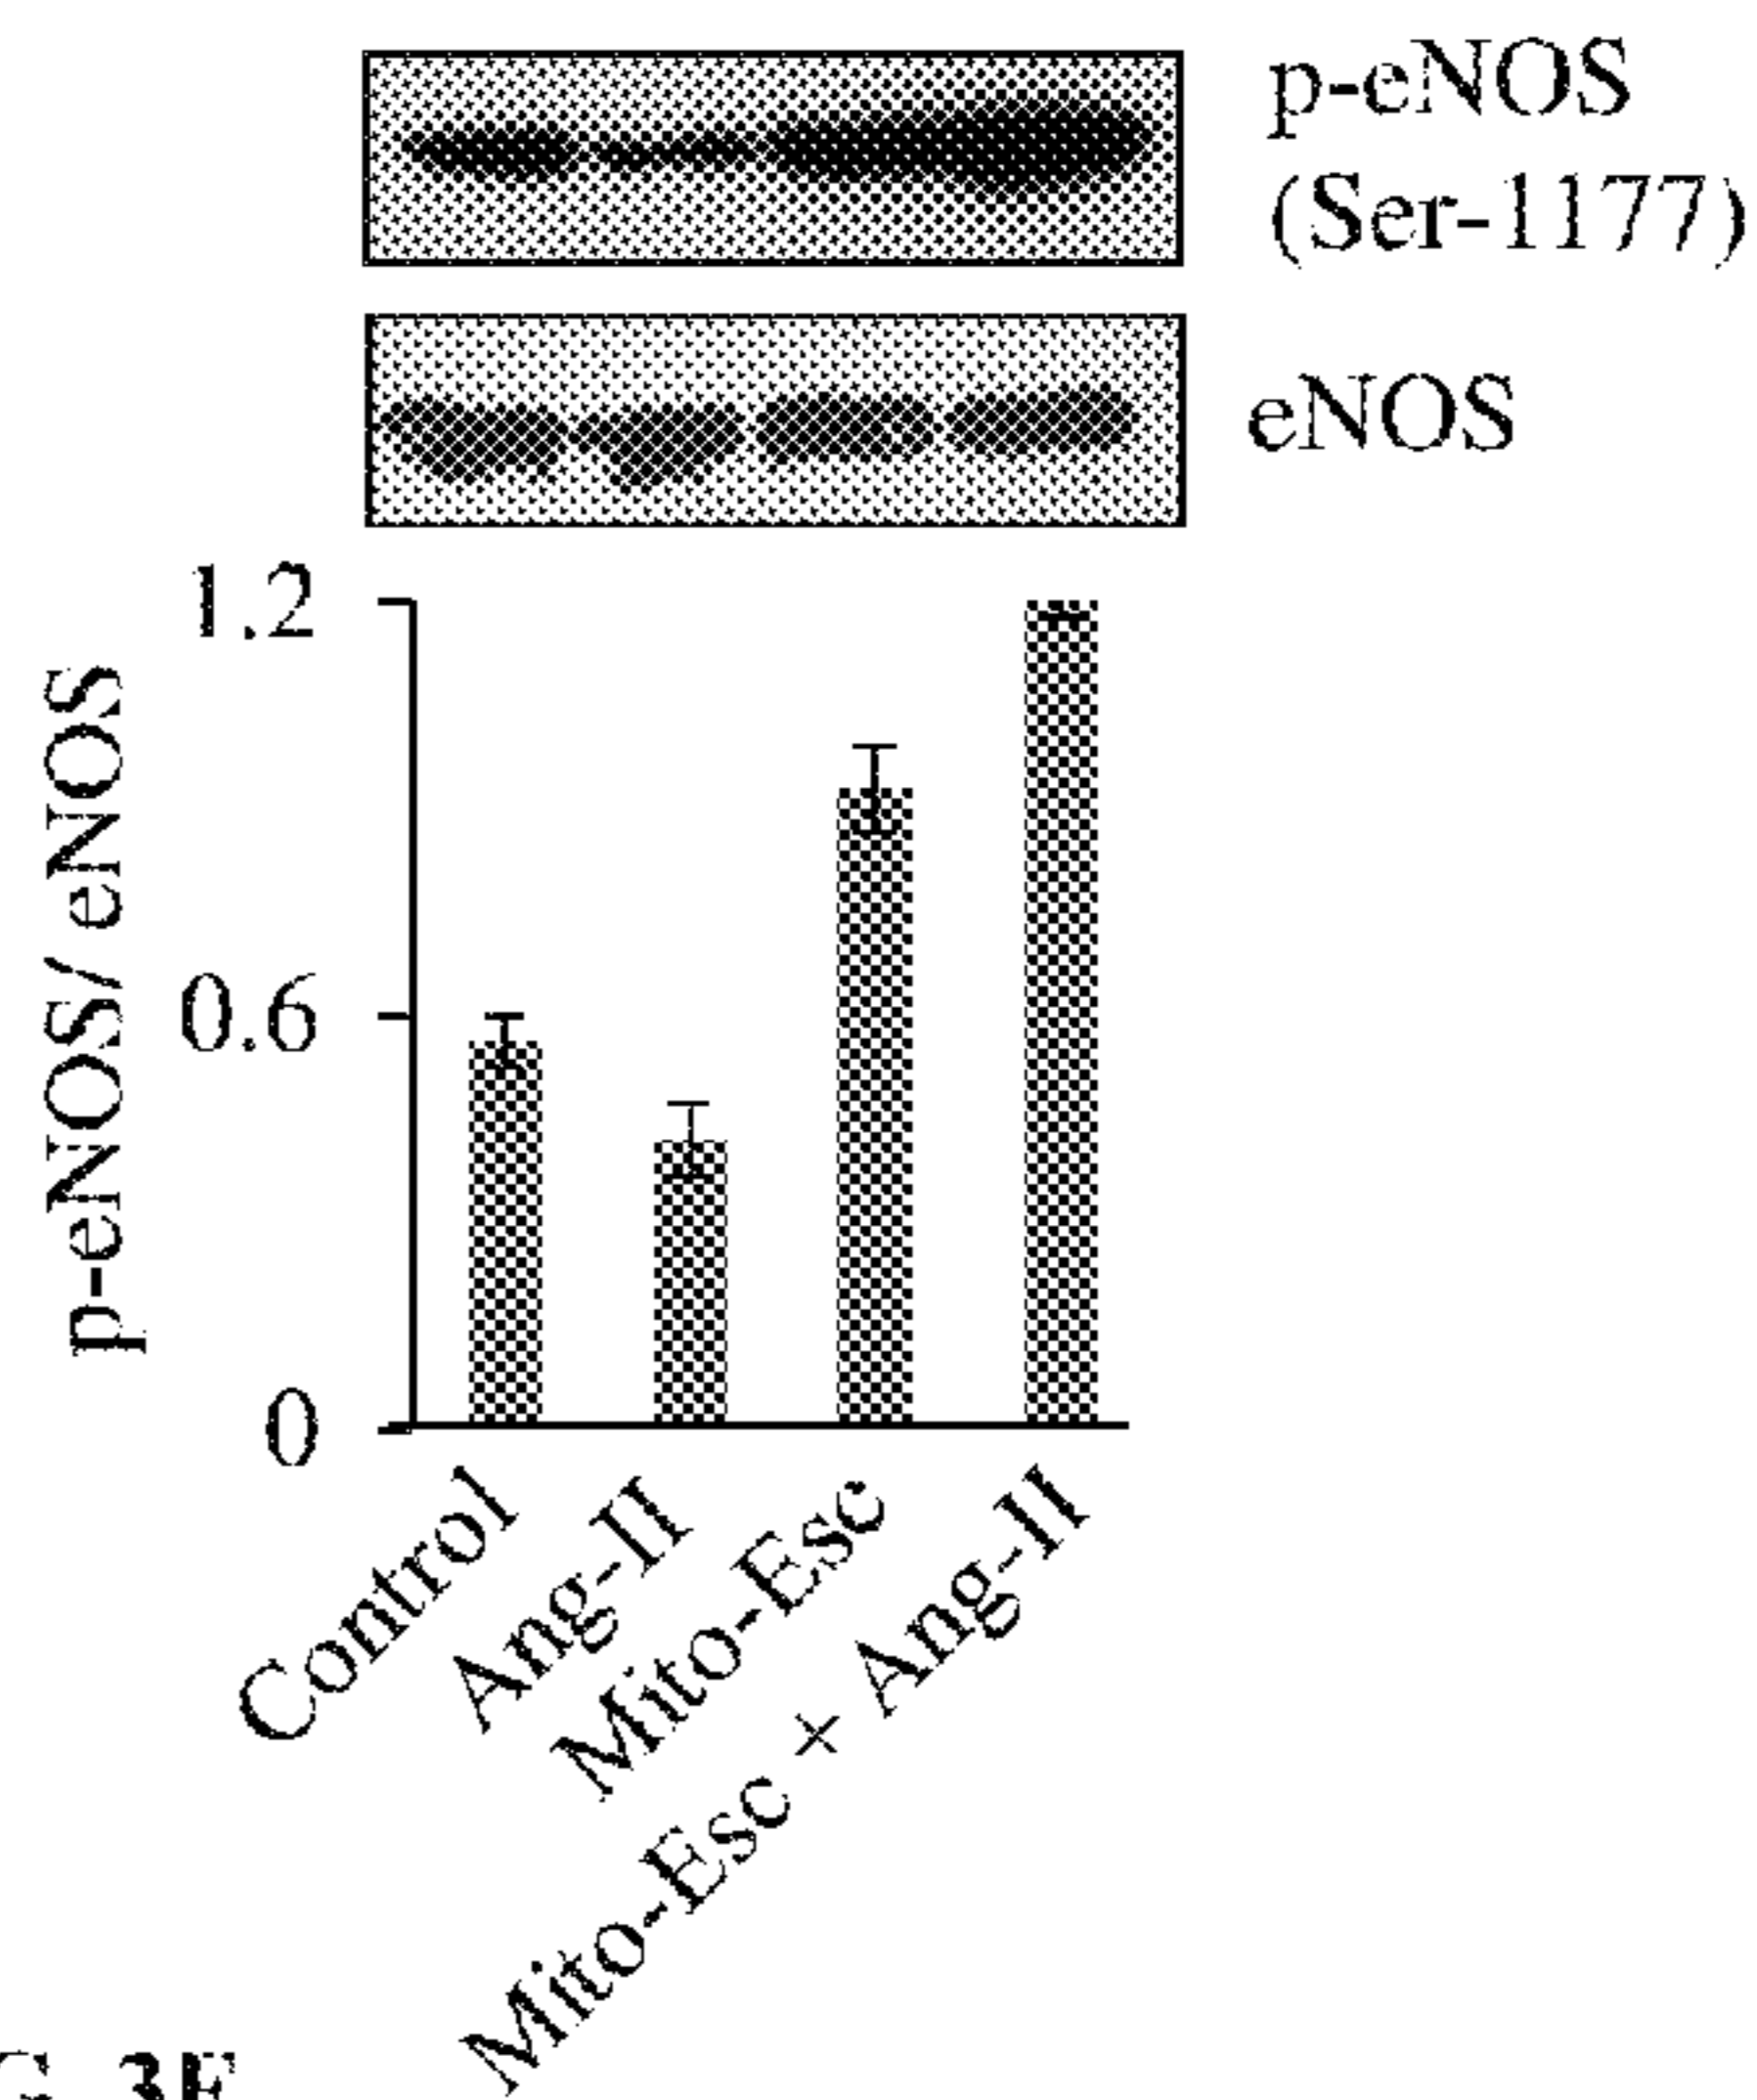 p-eNOS
(Ser-1177)
eNOS
1.2
0.6
0
p-eNOS/ eNOS
Control
Ang-II
Mito-Esc
Mito-Esc + Ang-II